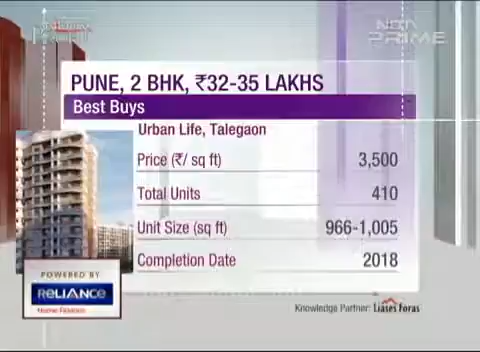 NDTV
PRIME
PUNE, 2 BHK, ₹32-35 LAKHS
Best Buys
Urban Life, Talegaon
Price (₹/ sq ft) 3,500
Total Units 410
Unit Size (sq ft) 966-1,005
Completion Date 2018
POWERED BY
RELIANCE
Home Finance
Knowledge Partner: Liases Foras